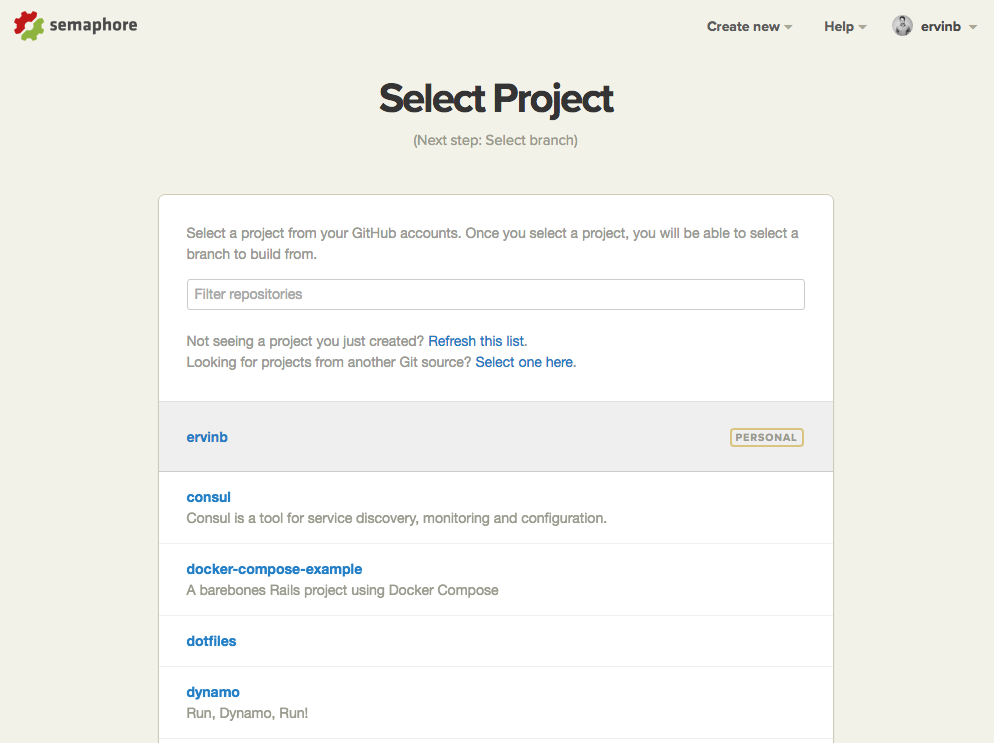 semaphore
Create new
Help
ervinb
Select Project
(Next step: Select branch)
Select a project from your GitHub accounts. Once you select a project, you will be able to select a
branch to build from.
Filter repositories
Not seeing a project you just created? Refresh this list.
Looking for projects from another Git source? Select one here.
ervinb
PERSONAL
consul
Consul is a tool for service discovery, monitoring and configuration.
docker-compose-example
A barebones Rails project using Docker Compose
dotfiles
dynamo
Run, Dynamo, Run!